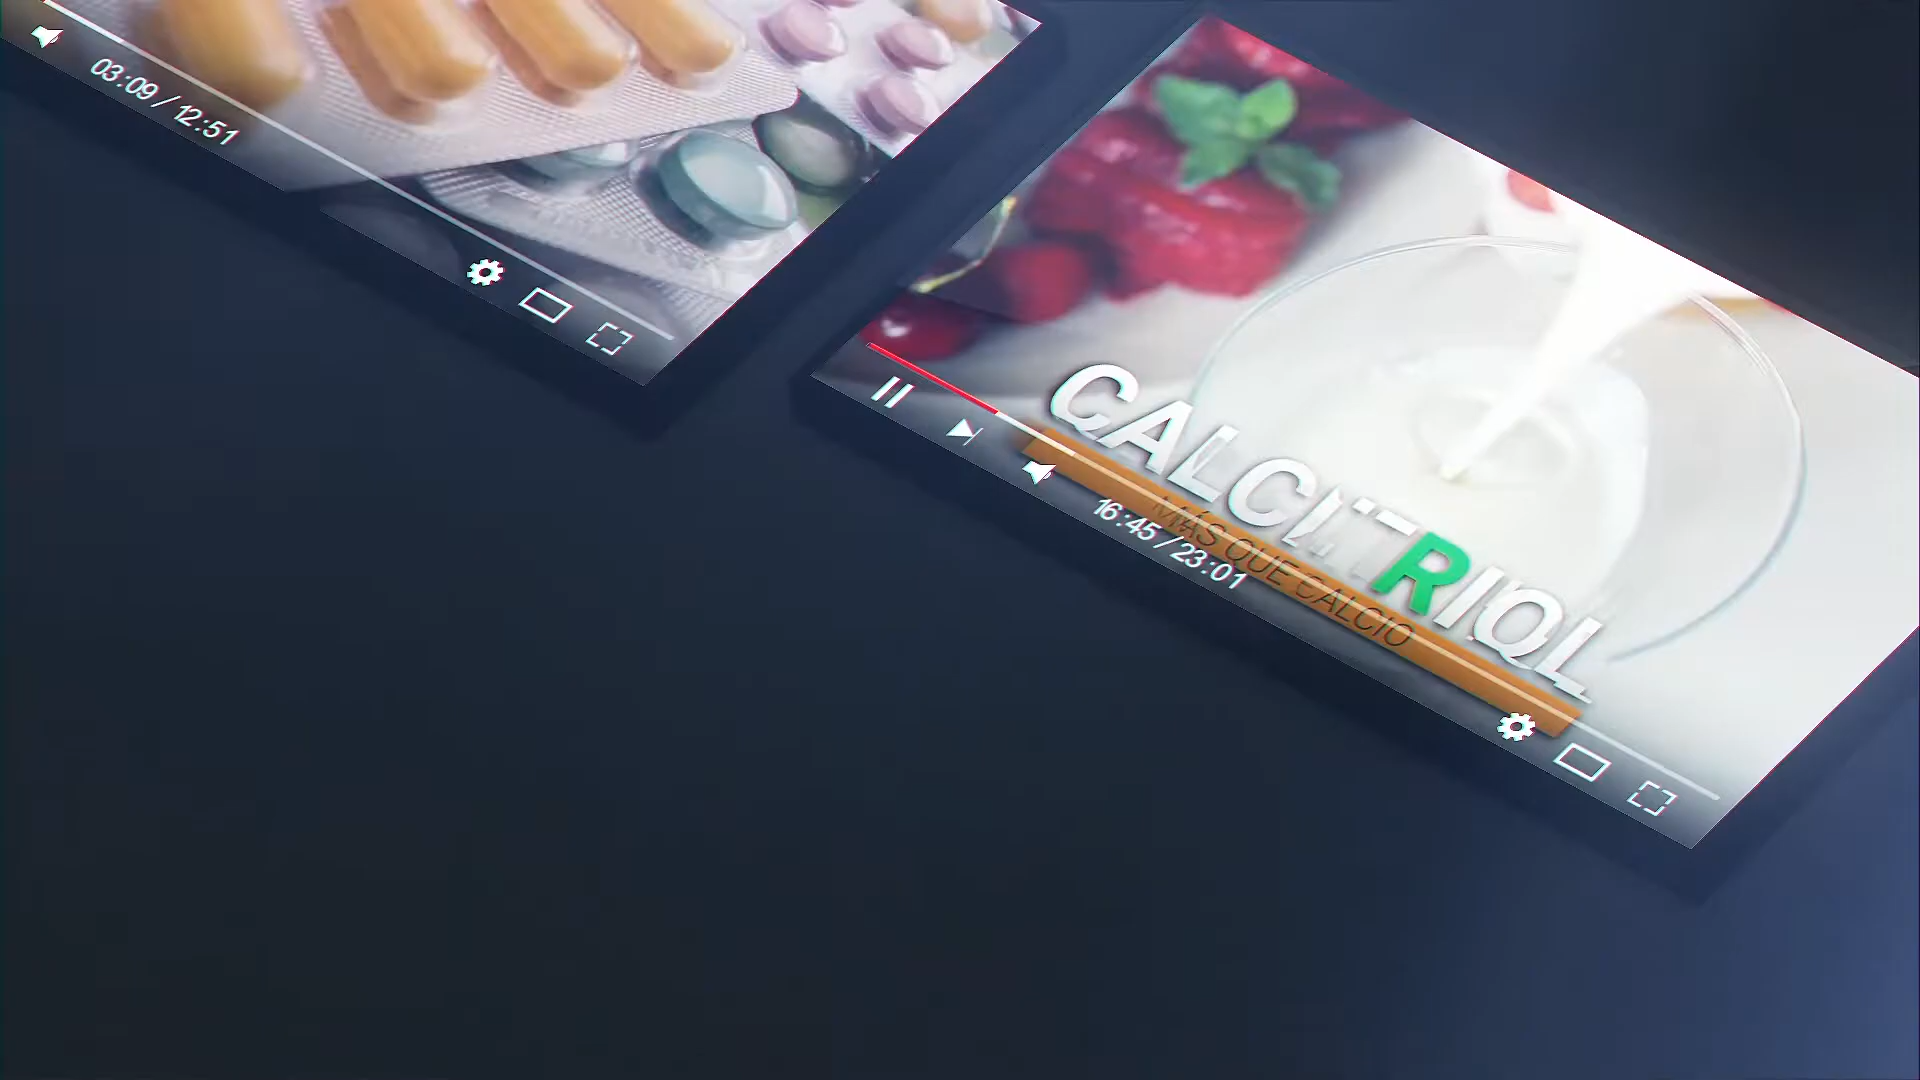 03:09 / 12:51
CALCITRIOL
MÁS QUE CALCIO
16:45 / 23:01